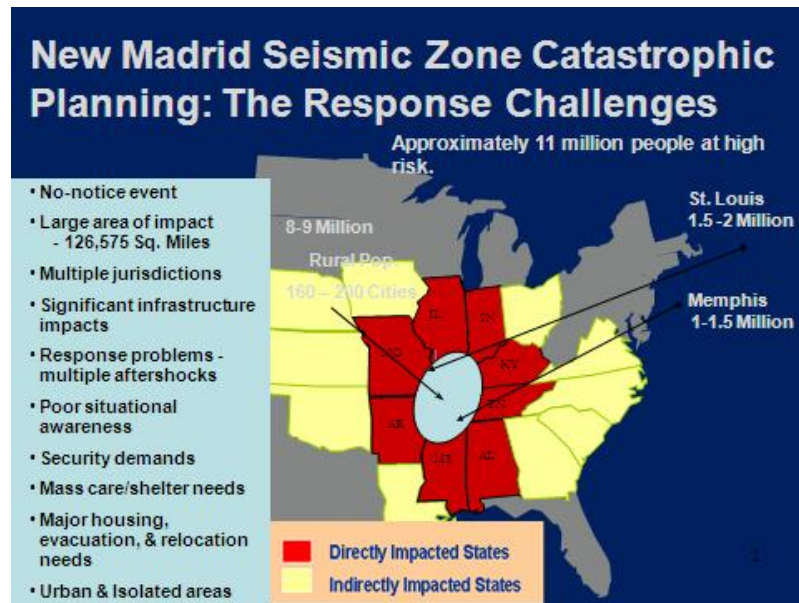 New Madrid Seismic Zone Catastrophic
Planning: The Response Challenges
Approximately 11 million people at high
risk.
• No-notice event
• Large area of impact
- 126,575 Sq. Miles
• Multiple jurisdictions
• Significant infrastructure
impacts
• Response problems -
multiple aftershocks
• Poor situational
awareness
• Security demands
• Mass care/shelter needs
• Major housing,
evacuation, & relocation
needs
• Urban & Isolated areas
8-9 Million
Rural Pop.
160 – 200 Cities
St. Louis
1.5 -2 Million
Memphis
1-1.5 Million
IL
IN
MO
KY
TN
AR
MS
AL
Directly Impacted States
Indirectly Impacted States